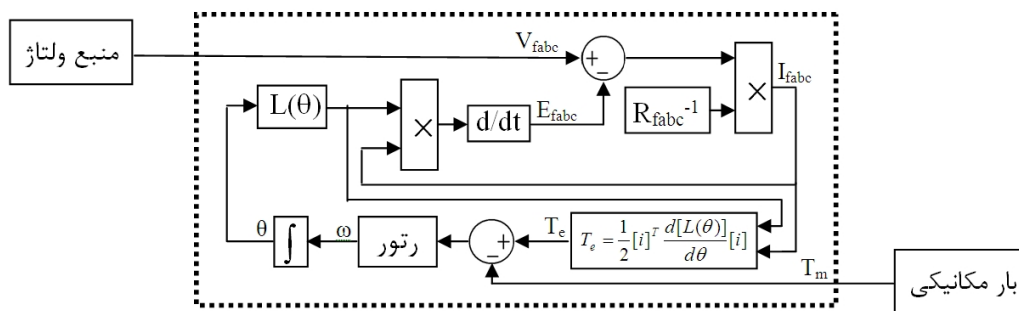 منبع ولتاژ
V_fabc
+
−
I_fabc
L(θ)
×
d/dt
E_fabc
R_fabc^-1
×
θ
∫
ω
رتور
+
−
T_e
T_e = 1/2 [i]^T d[L(θ)]/dθ [i]
T_m
بار مکانیکی